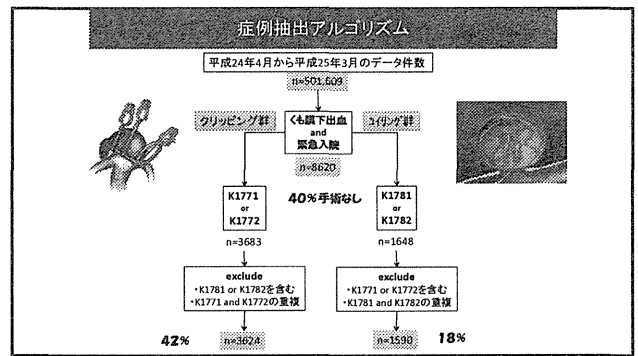 症例抽出アルゴリズム
平成24年4月から平成25年3月のデータ件数
n=501,609
クリッピング群
くも膜下出血
and
緊急入院
コイリング群
n=8620
K1771
or
K1772
40%手術なし
K1781
or
K1782
n=3683
n=1648
exclude
・K1781 or K1782を含む
・K1771 and K1772の重複
exclude
・K1771 or K1772を含む
・K1781 and K1782の重複
42%
n=3624
n=1590
18%